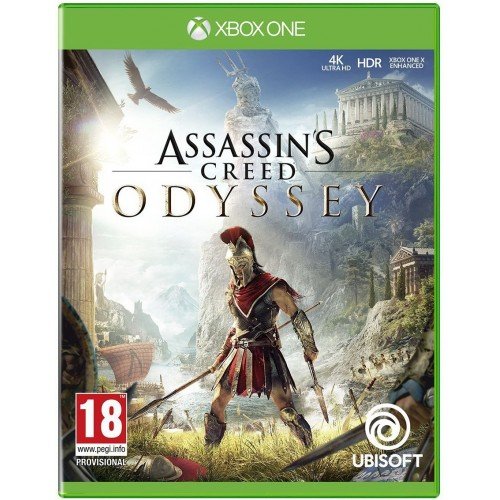 XBOX ONE
4K
ULTRA HD
HDR
XBOX ONE X
ENHANCED
ASSASSIN'S
CREED
ODYSSEY
18
www.pegi.info
PROVISIONAL
UBISOFT